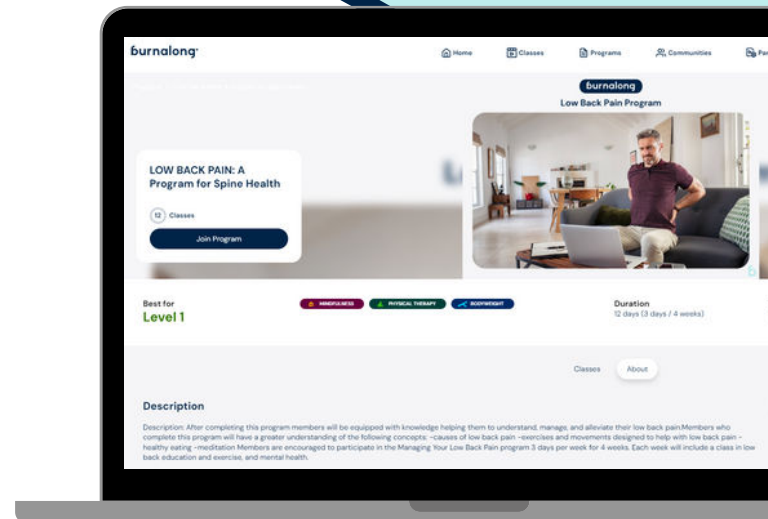 burnalong
Home
Classes
Programs
Communities
Par
burnalong
Low Back Pain Program
LOW BACK PAIN: A
Program for Spine Health
12 Classes
Join Program
Best for
Level 1
MINDFULNESS
PHYSICAL THERAPY
BODYWEIGHT
Duration
12 days (3 days / 4 weeks)
Classes
About
Description
Description: After completing this program members will be equipped with knowledge helping them to understand, manage, and alleviate their low back pain.Members who
complete this program will have a greater understanding of the following concepts: -causes of low back pain -exercises and movements designed to help with low back pain -
healthy eating -meditation Members are encouraged to participate in the Managing Your Low Back Pain program 3 days per week for 4 weeks. Each week will include a class in low
back education and exercise, and mental health.